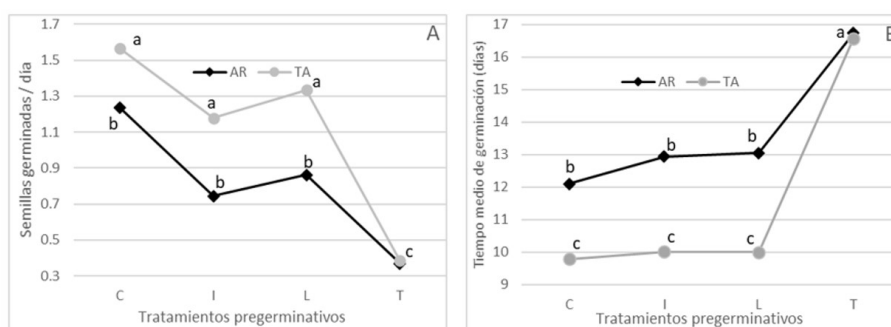 A
Semillas germinadas / día
1.7
1.5
1.3
1.1
0.9
0.7
0.5
0.3
AR TA
a
b
a
b
a
b
c
C I L T
Tratamientos pregerminativos
Tiempo medio de germinación (días)
17
16
15
14
13
12
11
10
9
AR TA
b
c
b
c
b
c
a
C I L T
Tratamientos pregerminativos